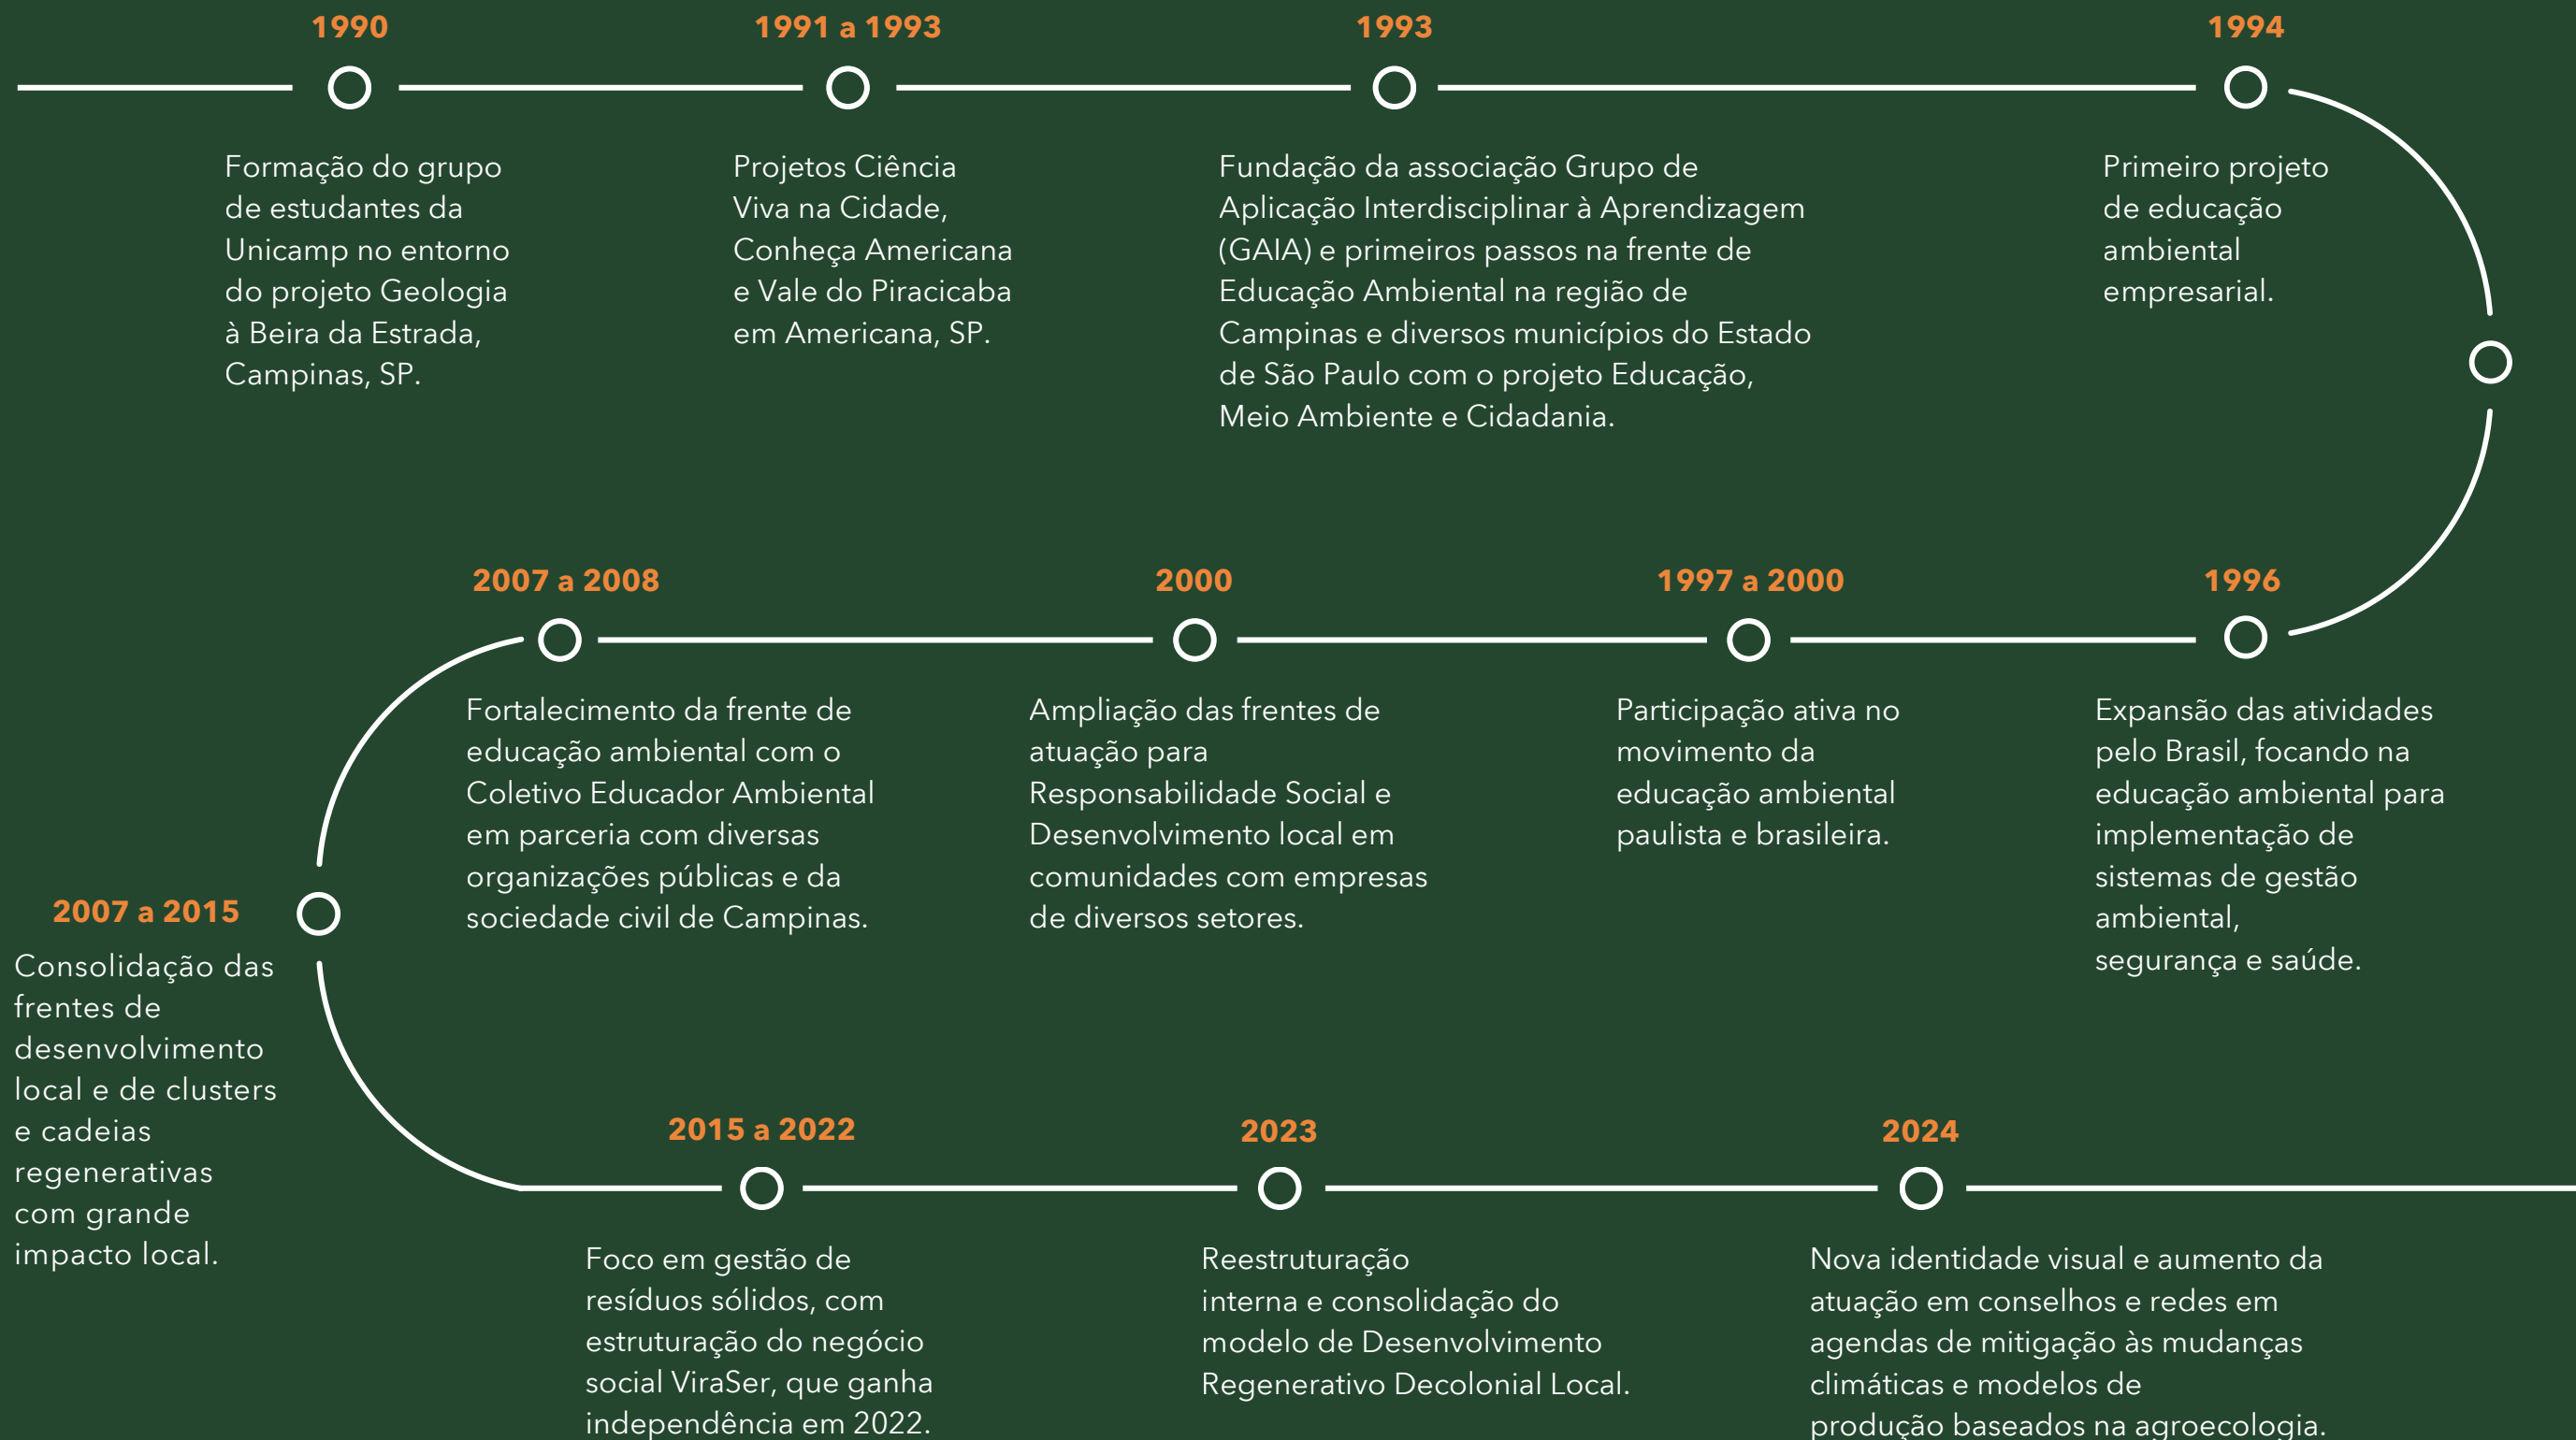 1990
Formação do grupo
de estudantes da
Unicamp no entorno
do projeto Geologia
à Beira da Estrada,
Campinas, SP.
1991 a 1993
Projetos Ciência
Viva na Cidade,
Conheça Americana
e Vale do Piracicaba
em Americana, SP.
1993
Fundação da associação Grupo de
Aplicação Interdisciplinar à Aprendizagem
(GAIA) e primeiros passos na frente de
Educação Ambiental na região de
Campinas e diversos municípios do Estado
de São Paulo com o projeto Educação,
Meio Ambiente e Cidadania.
1994
Primeiro projeto
de educação
ambiental
empresarial.
1996
Expansão das atividades
pelo Brasil, focando na
educação ambiental para
implementação de
sistemas de gestão
ambiental,
segurança e saúde.
1997 a 2000
Participação ativa no
movimento da
educação ambiental
paulista e brasileira.
2000
Ampliação das frentes de
atuação para
Responsabilidade Social e
Desenvolvimento local em
comunidades com empresas
de diversos setores.
2007 a 2008
Fortalecimento da frente de
educação ambiental com o
Coletivo Educador Ambiental
em parceria com diversas
organizações públicas e da
sociedade civil de Campinas.
2007 a 2015
Consolidação das
frentes de
desenvolvimento
local e de clusters
e cadeias
regenerativas
com grande
impacto local.
2015 a 2022
Foco em gestão de
resíduos sólidos, com
estruturação do negócio
social ViraSer, que ganha
independência em 2022.
2023
Reestruturação
interna e consolidação do
modelo de Desenvolvimento
Regenerativo Decolonial Local.
2024
Nova identidade visual e aumento da
atuação em conselhos e redes em
agendas de mitigação às mudanças
climáticas e modelos de
produção baseados na agroecologia.